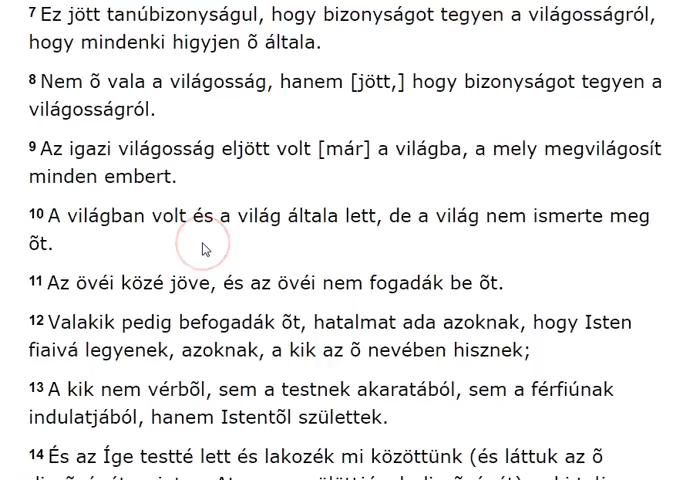 7 Ez jött tanúbizonyságul, hogy bizonyságot tegyen a világosságról,
hogy mindenki higyjen õ általa.
8 Nem õ vala a világosság, hanem [jött,] hogy bizonyságot tegyen a
világosságról.
9 Az igazi világosság eljött volt [már] a világba, a mely megvilágosít
minden embert.
10 A világban volt és a világ általa lett, de a világ nem ismerte meg
õt.
11 Az övéi közé jöve, és az övéi nem fogadák be õt.
12 Valakik pedig befogadák õt, hatalmat ada azoknak, hogy Isten
fiaivá legyenek, azoknak, a kik az õ nevében hisznek;
13 A kik nem vérbõl, sem a testnek akaratából, sem a férfiúnak
indulatjából, hanem Istentõl születtek.
14 És az Íge testté lett és lakozék mi közöttünk (és láttuk az õ